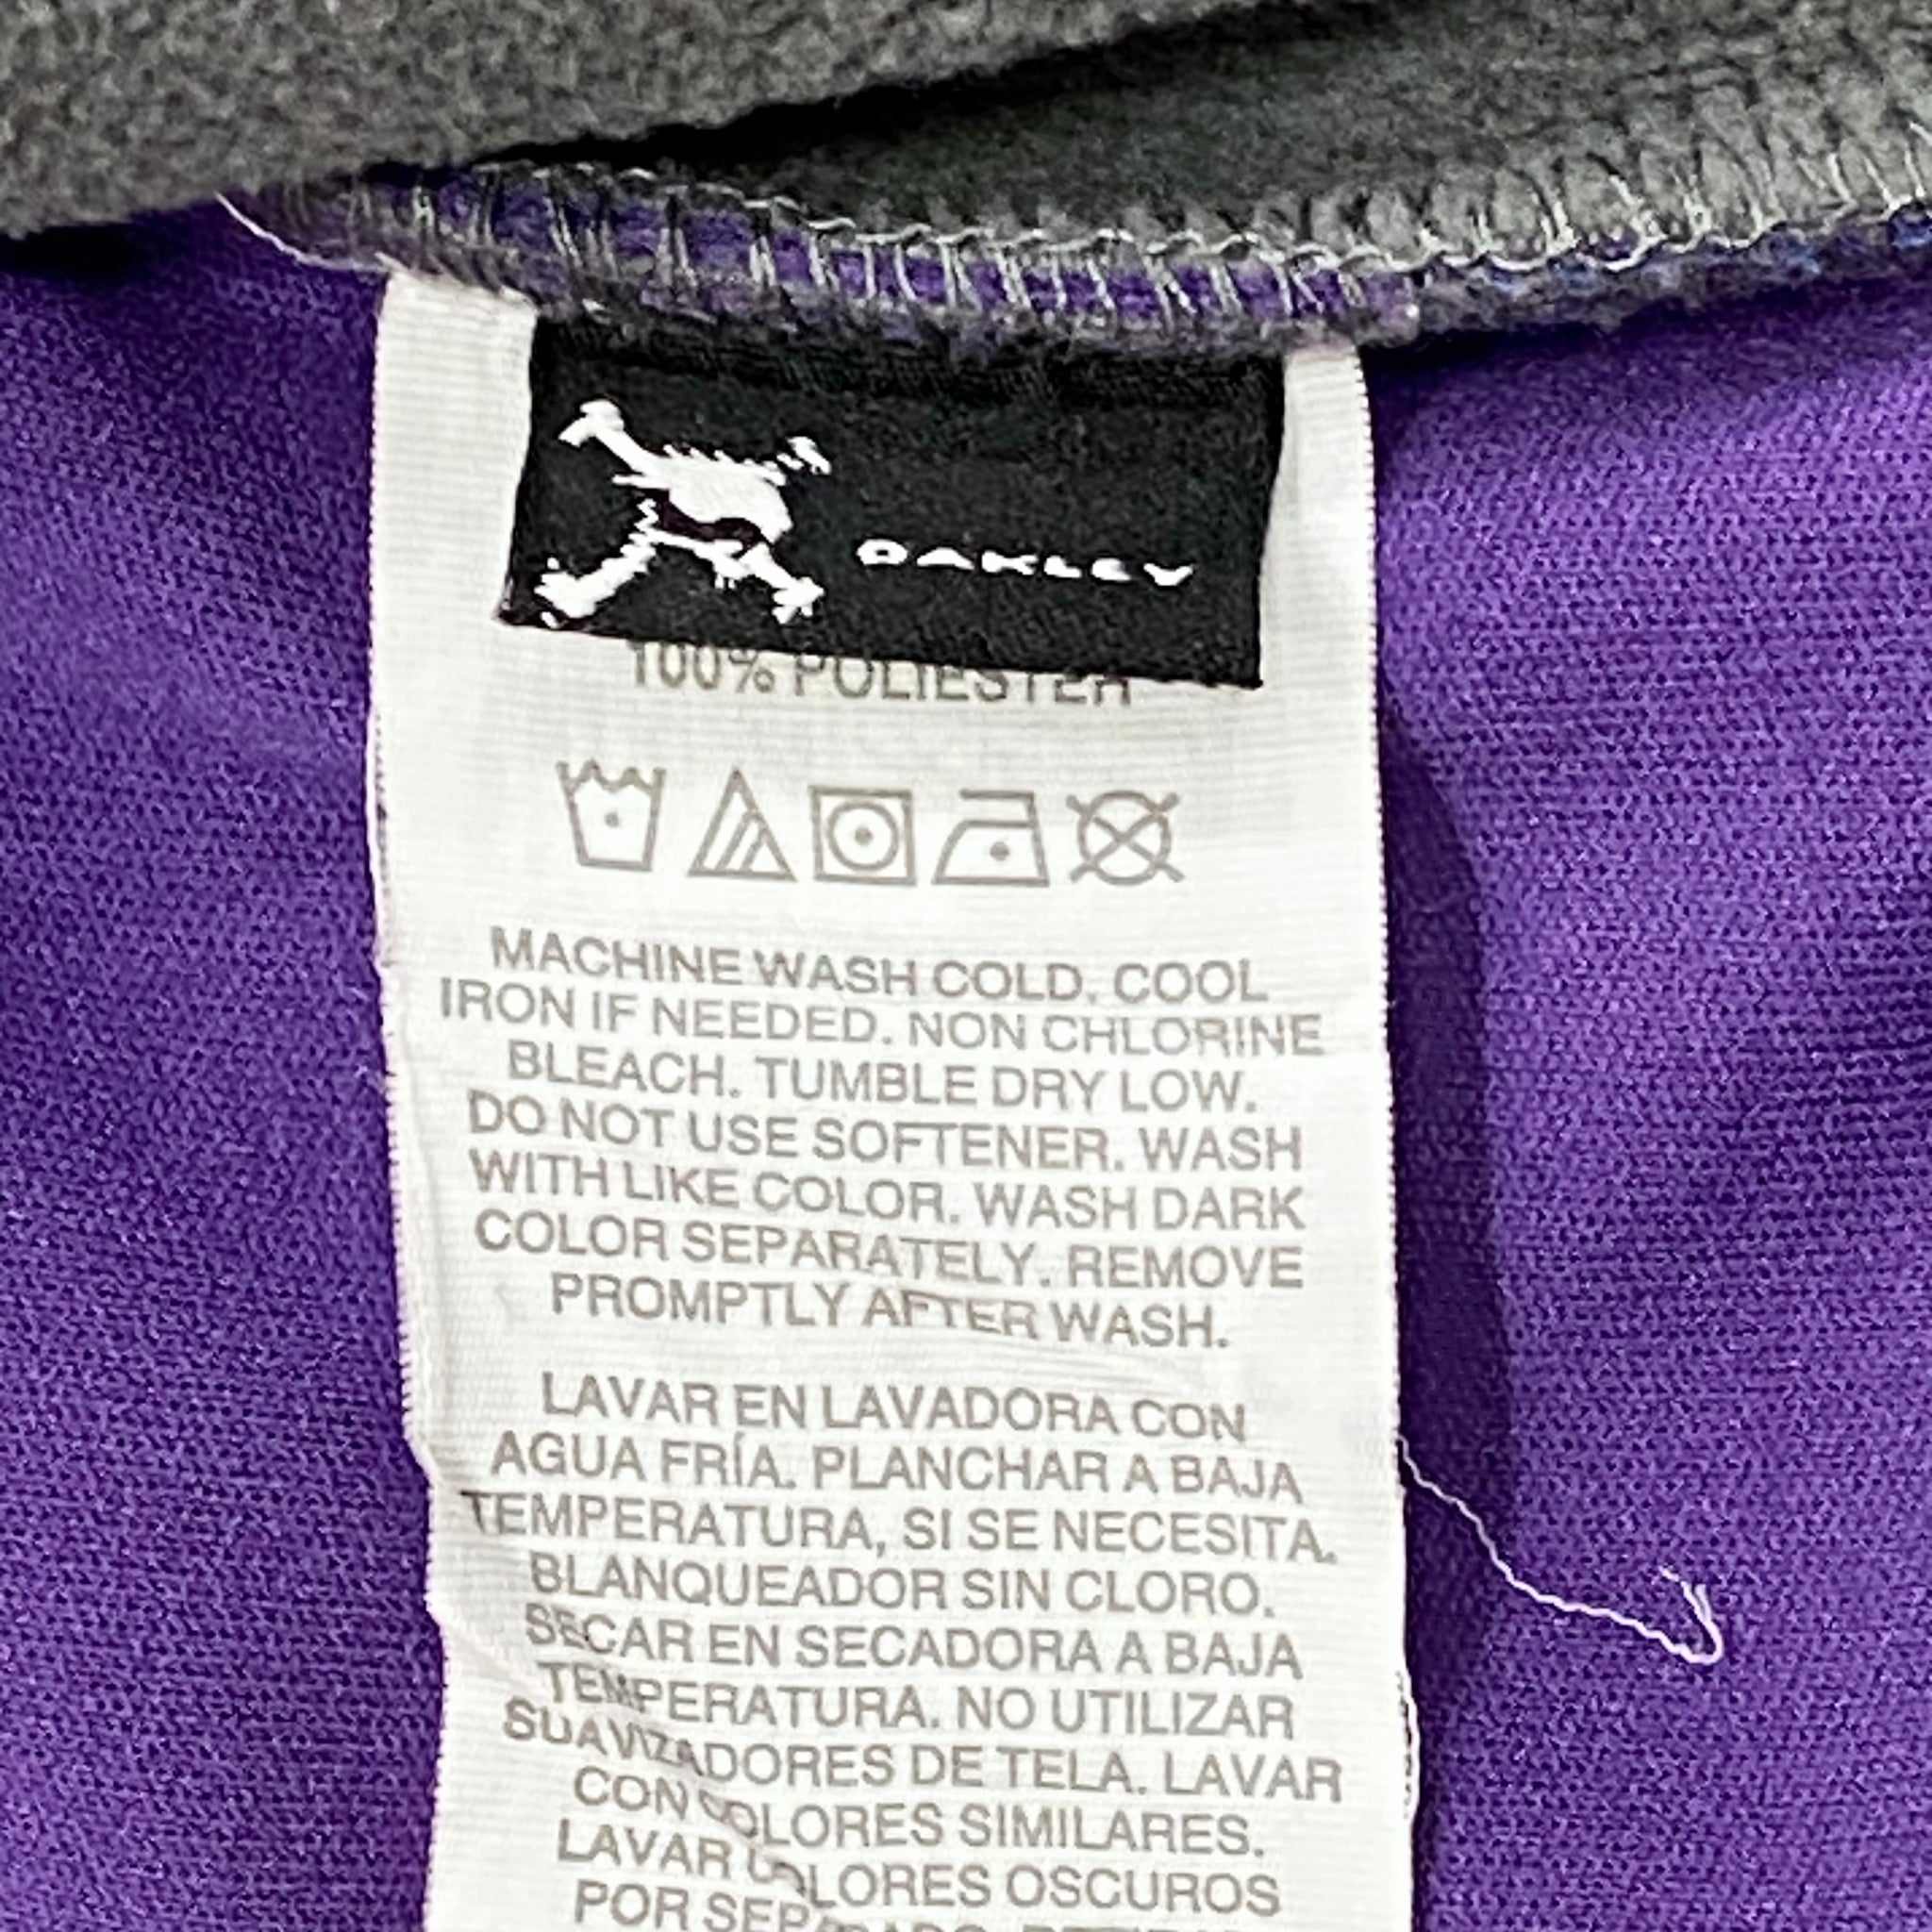 OAKLEY
100% POLIESTER
MACHINE WASH COLD. COOL
IRON IF NEEDED. NON CHLORINE
BLEACH. TUMBLE DRY LOW.
DO NOT USE SOFTENER. WASH
WITH LIKE COLOR. WASH DARK
COLOR SEPARATELY. REMOVE
PROMPTLY AFTER WASH.
LAVAR EN LAVADORA CON
AGUA FRÍA. PLANCHAR A BAJA
TEMPERATURA, SI SE NECESITA.
BLANQUEADOR SIN CLORO.
SECAR EN SECADORA A BAJA
TEMPERATURA. NO UTILIZAR
SUAVIZADORES DE TELA. LAVAR
CON COLORES SIMILARES.
LAVAR COLORES OSCUROS
POR